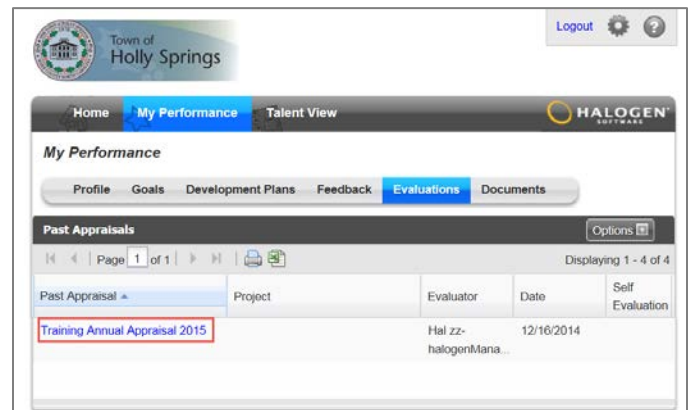 Logout
Town of
Holly Springs
Home My Performance Talent View HALOGEN
SOFTWARE
My Performance
Profile Goals Development Plans Feedback Evaluations Documents
Past Appraisals Options
Page 1 of 1 Displaying 1 - 4 of 4
Past Appraisal Project Evaluator Date Self
Evaluation
Training Annual Appraisal 2015 Hal zz- 12/16/2014
halogenMana...